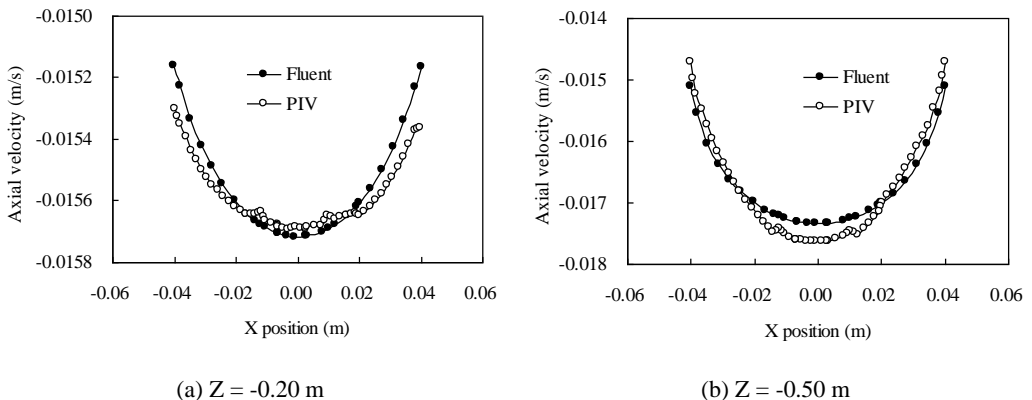 -0.0150
-0.0152
-0.0154
-0.0156
-0.0158
Axial velocity (m/s)
Fluent
PIV
-0.06 -0.04 -0.02 0.00 0.02 0.04 0.06
X position (m)
(a) Z = -0.20 m
-0.014
-0.015
-0.016
-0.017
-0.018
Axial velocity (m/s)
Fluent
PIV
-0.06 -0.04 -0.02 0.00 0.02 0.04 0.06
X position (m)
(b) Z = -0.50 m